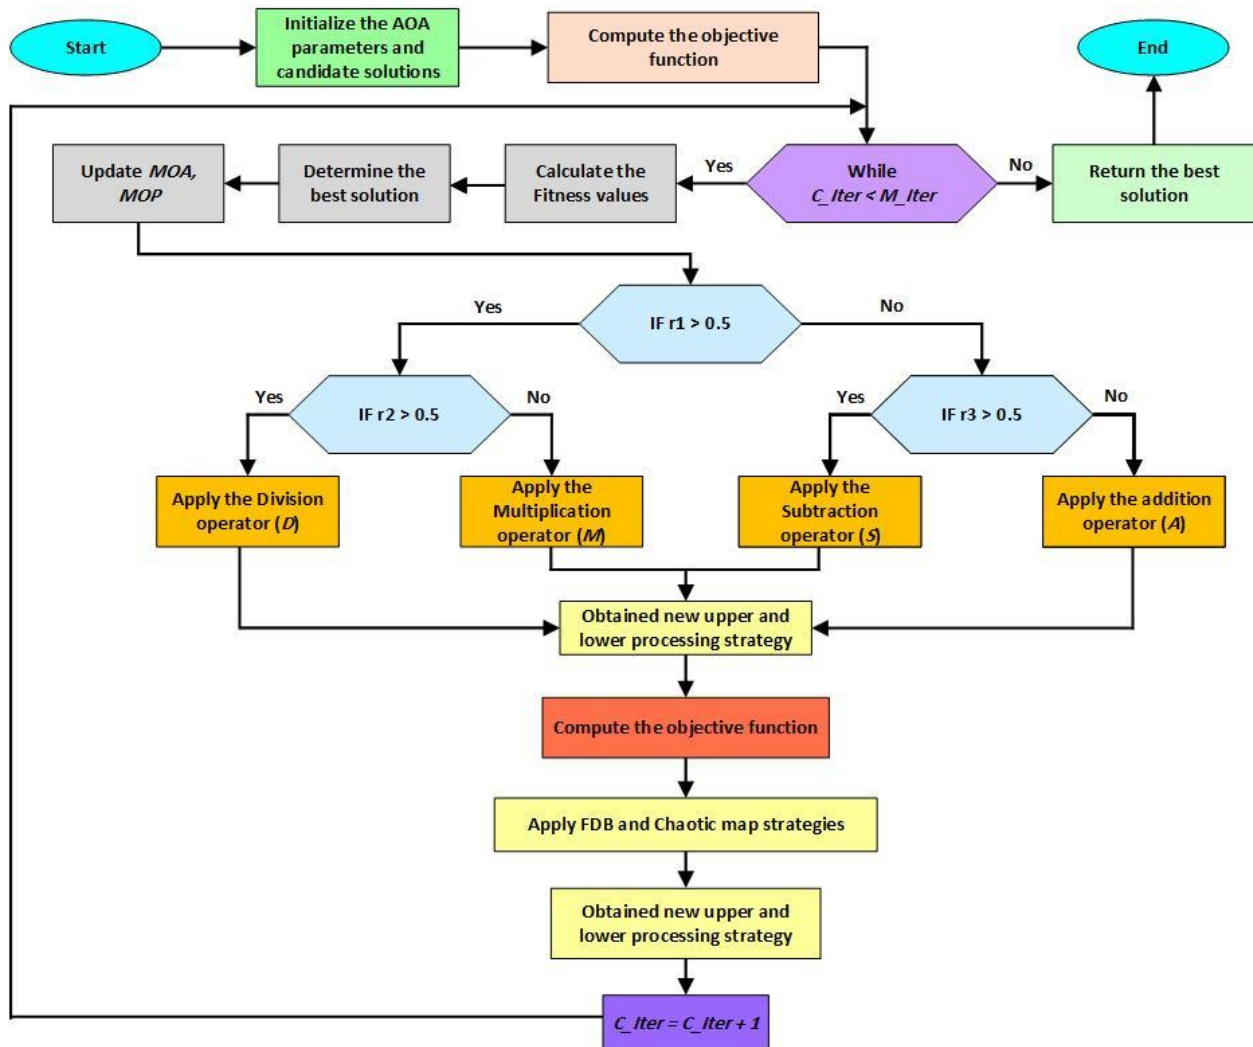 Start
Initialize the AOA
parameters and
candidate solutions
Compute the objective
function
End
Update MOA,
MOP
Determine the
best solution
Calculate the
Fitness values
Yes
While
C_Iter < M_Iter
No
Return the best
solution
Yes
IF r1 > 0.5
No
Yes
IF r2 > 0.5
No
Yes
IF r3 > 0.5
No
Apply the Division
operator (D)
Apply the
Multiplication
operator (M)
Apply the
Subtraction
operator (S)
Apply the addition
operator (A)
Obtained new upper and
lower processing strategy
Compute the objective function
Apply FDB and Chaotic map strategies
Obtained new upper and
lower processing strategy
C_Iter = C_Iter + 1